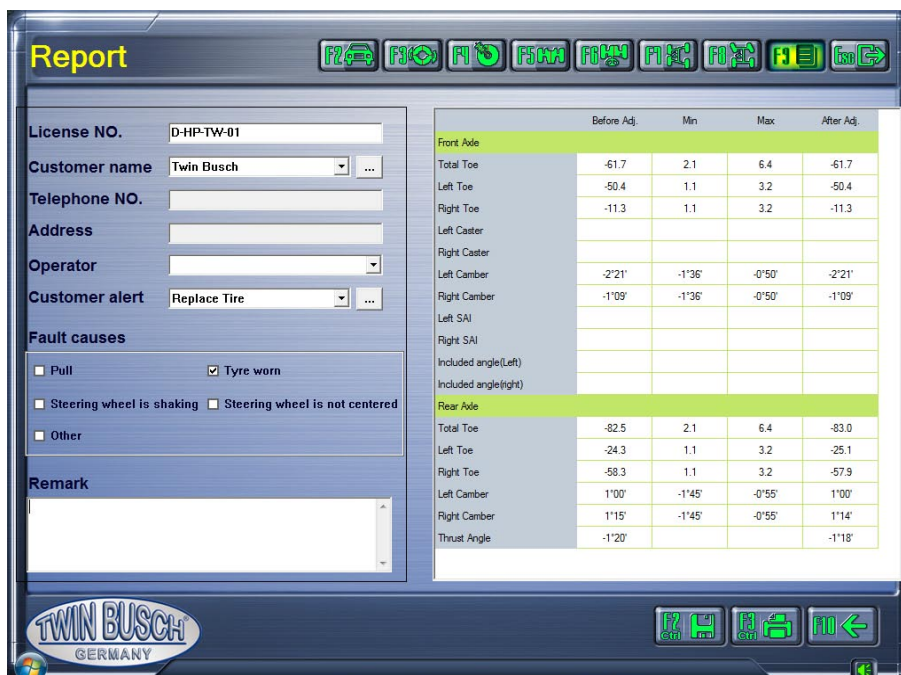 Report
F2 F3 F4 F5 F6 F7 F8 F9 Esc
License NO. D-HP-TW-01
Customer name Twin Busch ...
Telephone NO.
Address
Operator
Customer alert Replace Tire ...
Fault causes
Pull Tyre worn
Steering wheel is shaking Steering wheel is not centered
Other
Remark
Before Adj. Min Max After Adj.
Front Axle
Total Toe -61.7 2.1 6.4 -61.7
Left Toe -50.4 1.1 3.2 -50.4
Right Toe -11.3 1.1 3.2 -11.3
Left Caster
Right Caster
Left Camber -2°21' -1°36' -0°50' -2°21'
Right Camber -1°09' -1°36' -0°50' -1°09'
Left SAI
Right SAI
Included angle(Left)
Included angle(right)
Rear Axle
Total Toe -82.5 2.1 6.4 -83.0
Left Toe -24.3 1.1 3.2 -25.1
Right Toe -58.3 1.1 3.2 -57.9
Left Camber 1°00' -1°45' -0°55' 1°00'
Right Camber 1°15' -1°45' -0°55' 1°14'
Thrust Angle -1°20' -1°18'
TWIN BUSCH®
GERMANY
F2 Ctrl F3 Ctrl F10